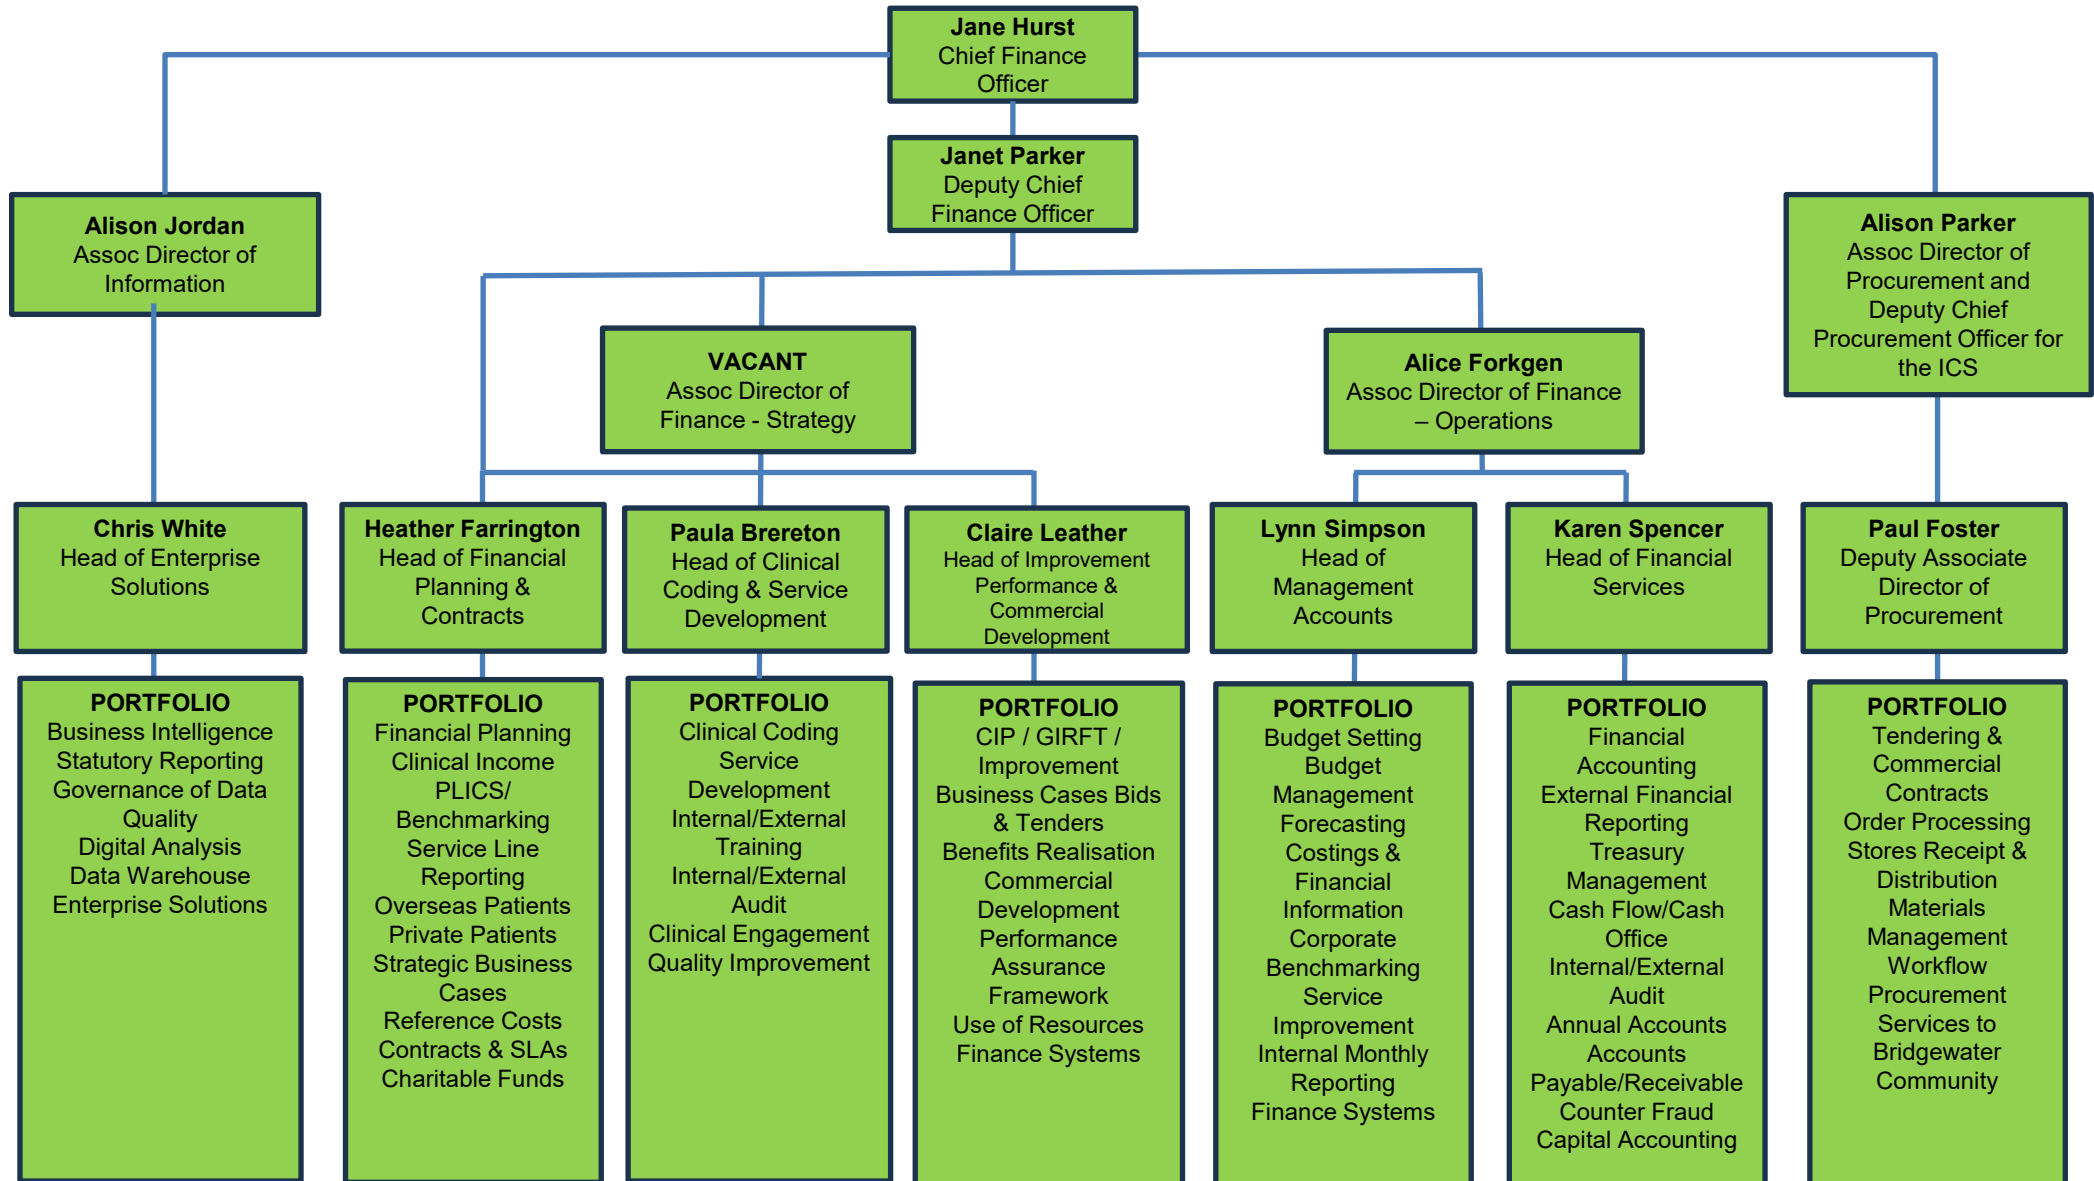 Jane Hurst
Chief Finance
Officer
Janet Parker
Deputy Chief
Finance Officer
Alison Jordan
Assoc Director of
Information
Alison Parker
Assoc Director of
Procurement and
Deputy Chief
Procurement Officer for
the ICS
VACANT
Assoc Director of
Finance - Strategy
Alice Forkgen
Assoc Director of Finance
– Operations
Chris White
Head of Enterprise
Solutions
Heather Farrington
Head of Financial
Planning &
Contracts
Paula Brereton
Head of Clinical
Coding & Service
Development
Claire Leather
Head of Improvement
Performance &
Commercial
Development
Lynn Simpson
Head of
Management
Accounts
Karen Spencer
Head of Financial
Services
Paul Foster
Deputy Associate
Director of
Procurement
PORTFOLIO
Business Intelligence
Statutory Reporting
Governance of Data
Quality
Digital Analysis
Data Warehouse
Enterprise Solutions
PORTFOLIO
Financial Planning
Clinical Income
PLICS/
Benchmarking
Service Line
Reporting
Overseas Patients
Private Patients
Strategic Business
Cases
Reference Costs
Contracts & SLAs
Charitable Funds
PORTFOLIO
Clinical Coding
Service
Development
Internal/External
Training
Internal/External
Audit
Clinical Engagement
Quality Improvement
PORTFOLIO
CIP / GIRFT /
Improvement
Business Cases Bids
& Tenders
Benefits Realisation
Commercial
Development
Performance
Assurance
Framework
Use of Resources
Finance Systems
PORTFOLIO
Budget Setting
Budget
Management
Forecasting
Costings &
Financial
Information
Corporate
Benchmarking
Service
Improvement
Internal Monthly
Reporting
Finance Systems
PORTFOLIO
Financial
Accounting
External Financial
Reporting
Treasury
Management
Cash Flow/Cash
Office
Internal/External
Audit
Annual Accounts
Accounts
Payable/Receivable
Counter Fraud
Capital Accounting
PORTFOLIO
Tendering &
Commercial
Contracts
Order Processing
Stores Receipt &
Distribution
Materials
Management
Workflow
Procurement
Services to
Bridgewater
Community